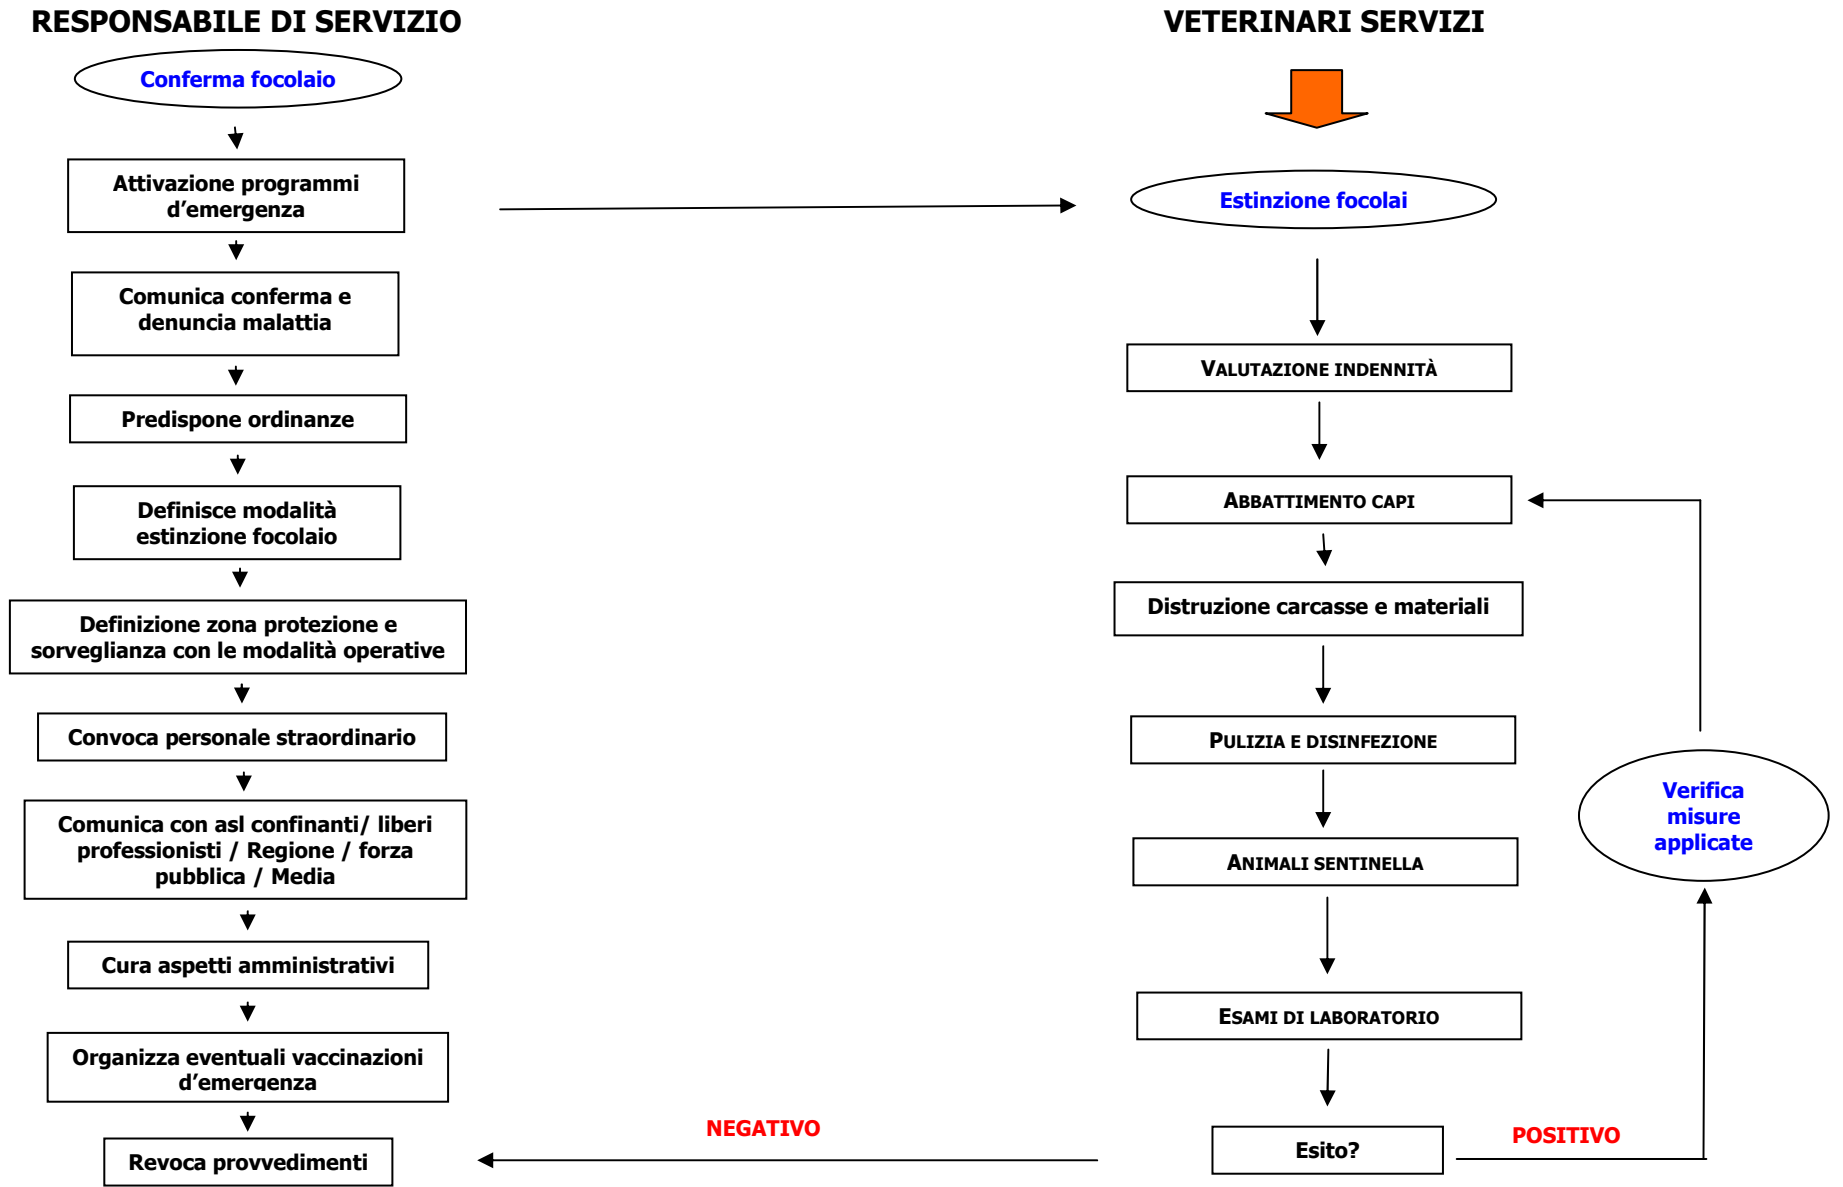 RESPONSABILE DI SERVIZIO
Conferma focolaio
Attivazione programmi
d’emergenza
Comunica conferma e
denuncia malattia
Predispone ordinanze
Definisce modalità
estinzione focolaio
Definizione zona protezione e
sorveglianza con le modalità operative
Convoca personale straordinario
Comunica con asl confinanti/ liberi
professionisti / Regione / forza
pubblica / Media
Cura aspetti amministrativi
Organizza eventuali vaccinazioni
d’emergenza
Revoca provvedimenti
VETERINARI SERVIZI
Estinzione focolai
VALUTAZIONE INDENNITÀ
ABBATTIMENTO CAPI
Distruzione carcasse e materiali
PULIZIA E DISINFEZIONE
ANIMALI SENTINELLA
ESAMI DI LABORATORIO
Esito?
NEGATIVO
POSITIVO
Verifica
misure
applicate